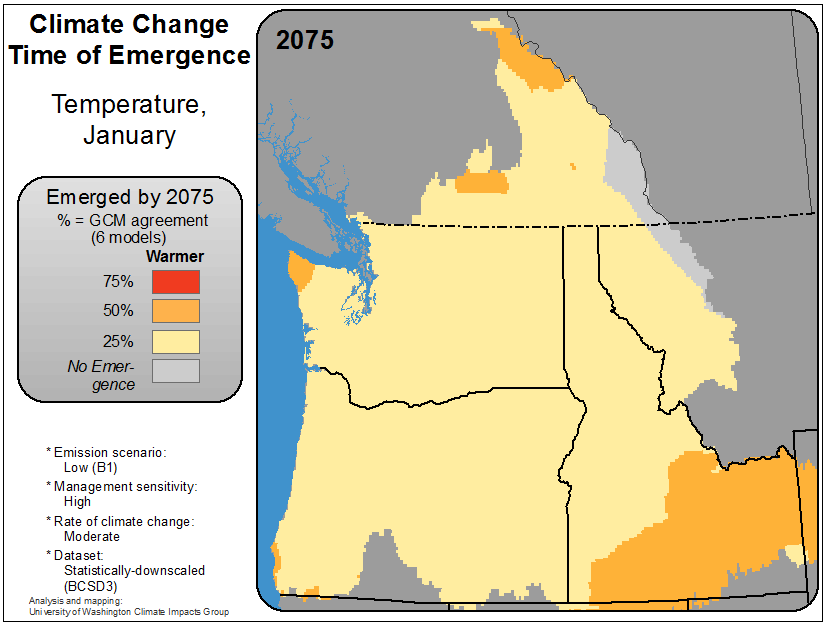 Climate Change
Time of Emergence
Temperature,
January
Emerged by 2075
% = GCM agreement
(6 models)
Warmer
75%
50%
25%
No Emer-
gence
* Emission scenario:
Low (B1)
* Management sensitivity:
High
* Rate of climate change:
Moderate
* Dataset:
Statistically-downscaled
(BCSD3)
Analysis and mapping:
University of Washington Climate Impacts Group
2075